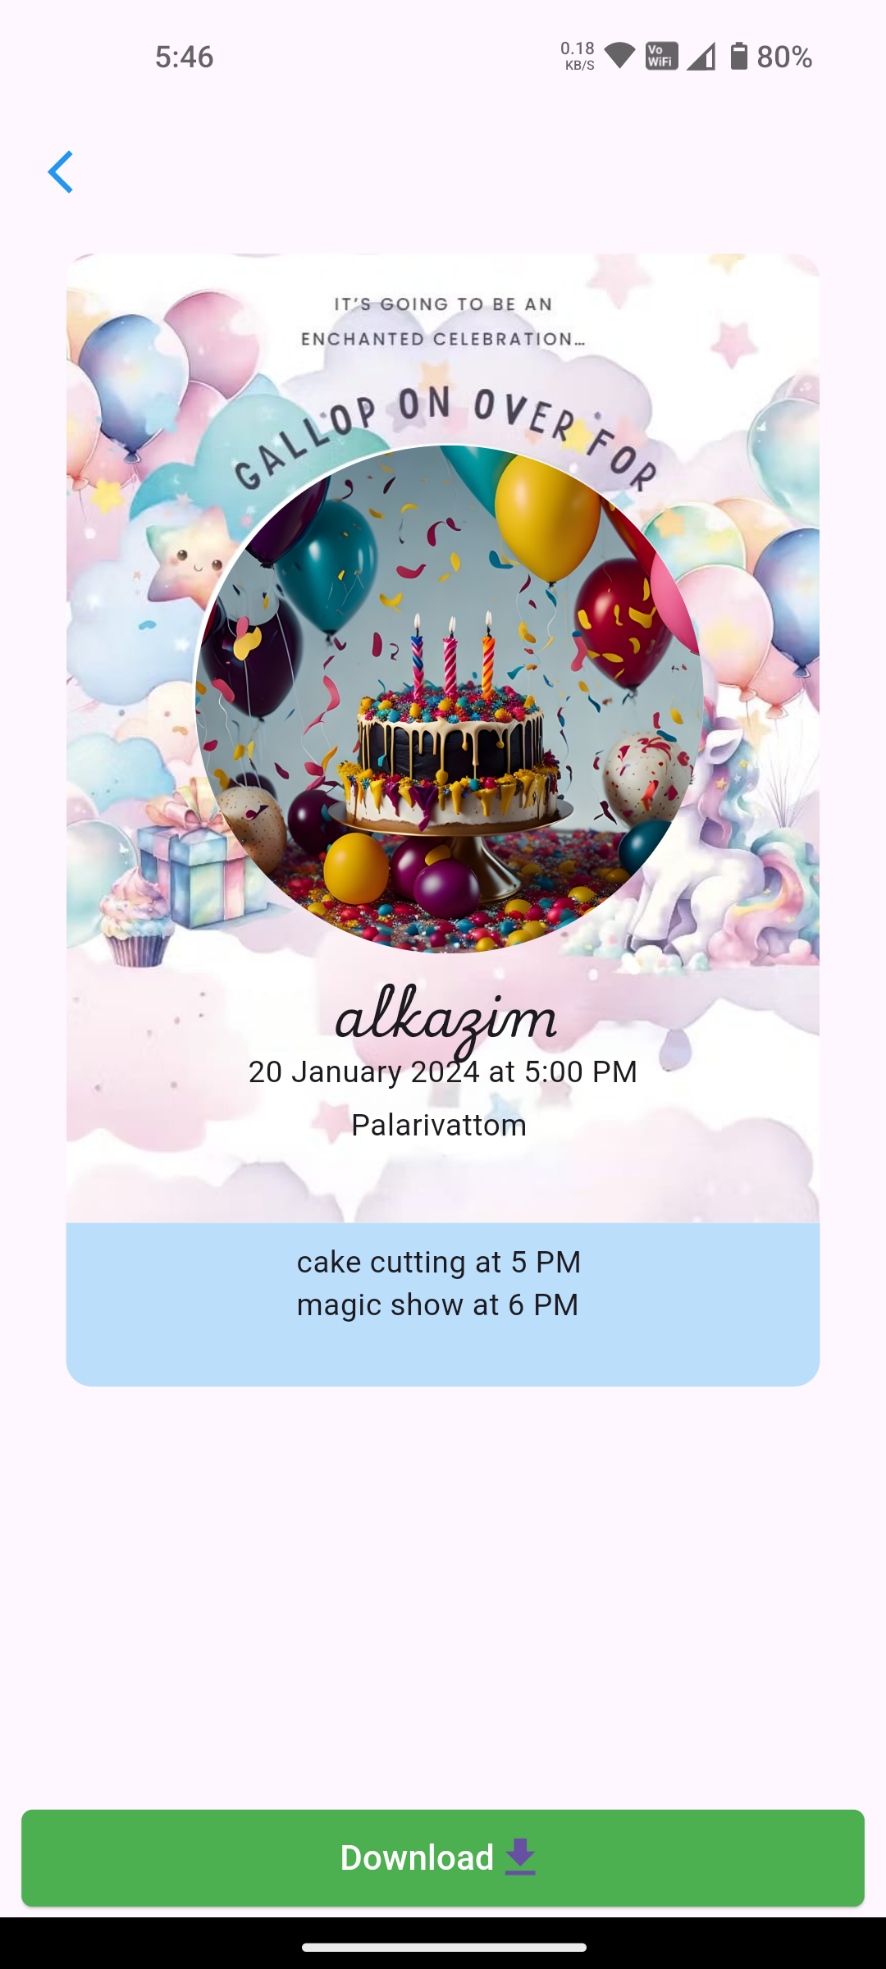 5:46
0.18
KB/S
Vo
WiFi
80%
IT'S GOING TO BE AN
ENCHANTED CELEBRATION...
GALLOP ON OVER FOR
alkazim
20 January 2024 at 5:00 PM
Palarivattom
cake cutting at 5 PM
magic show at 6 PM
Download